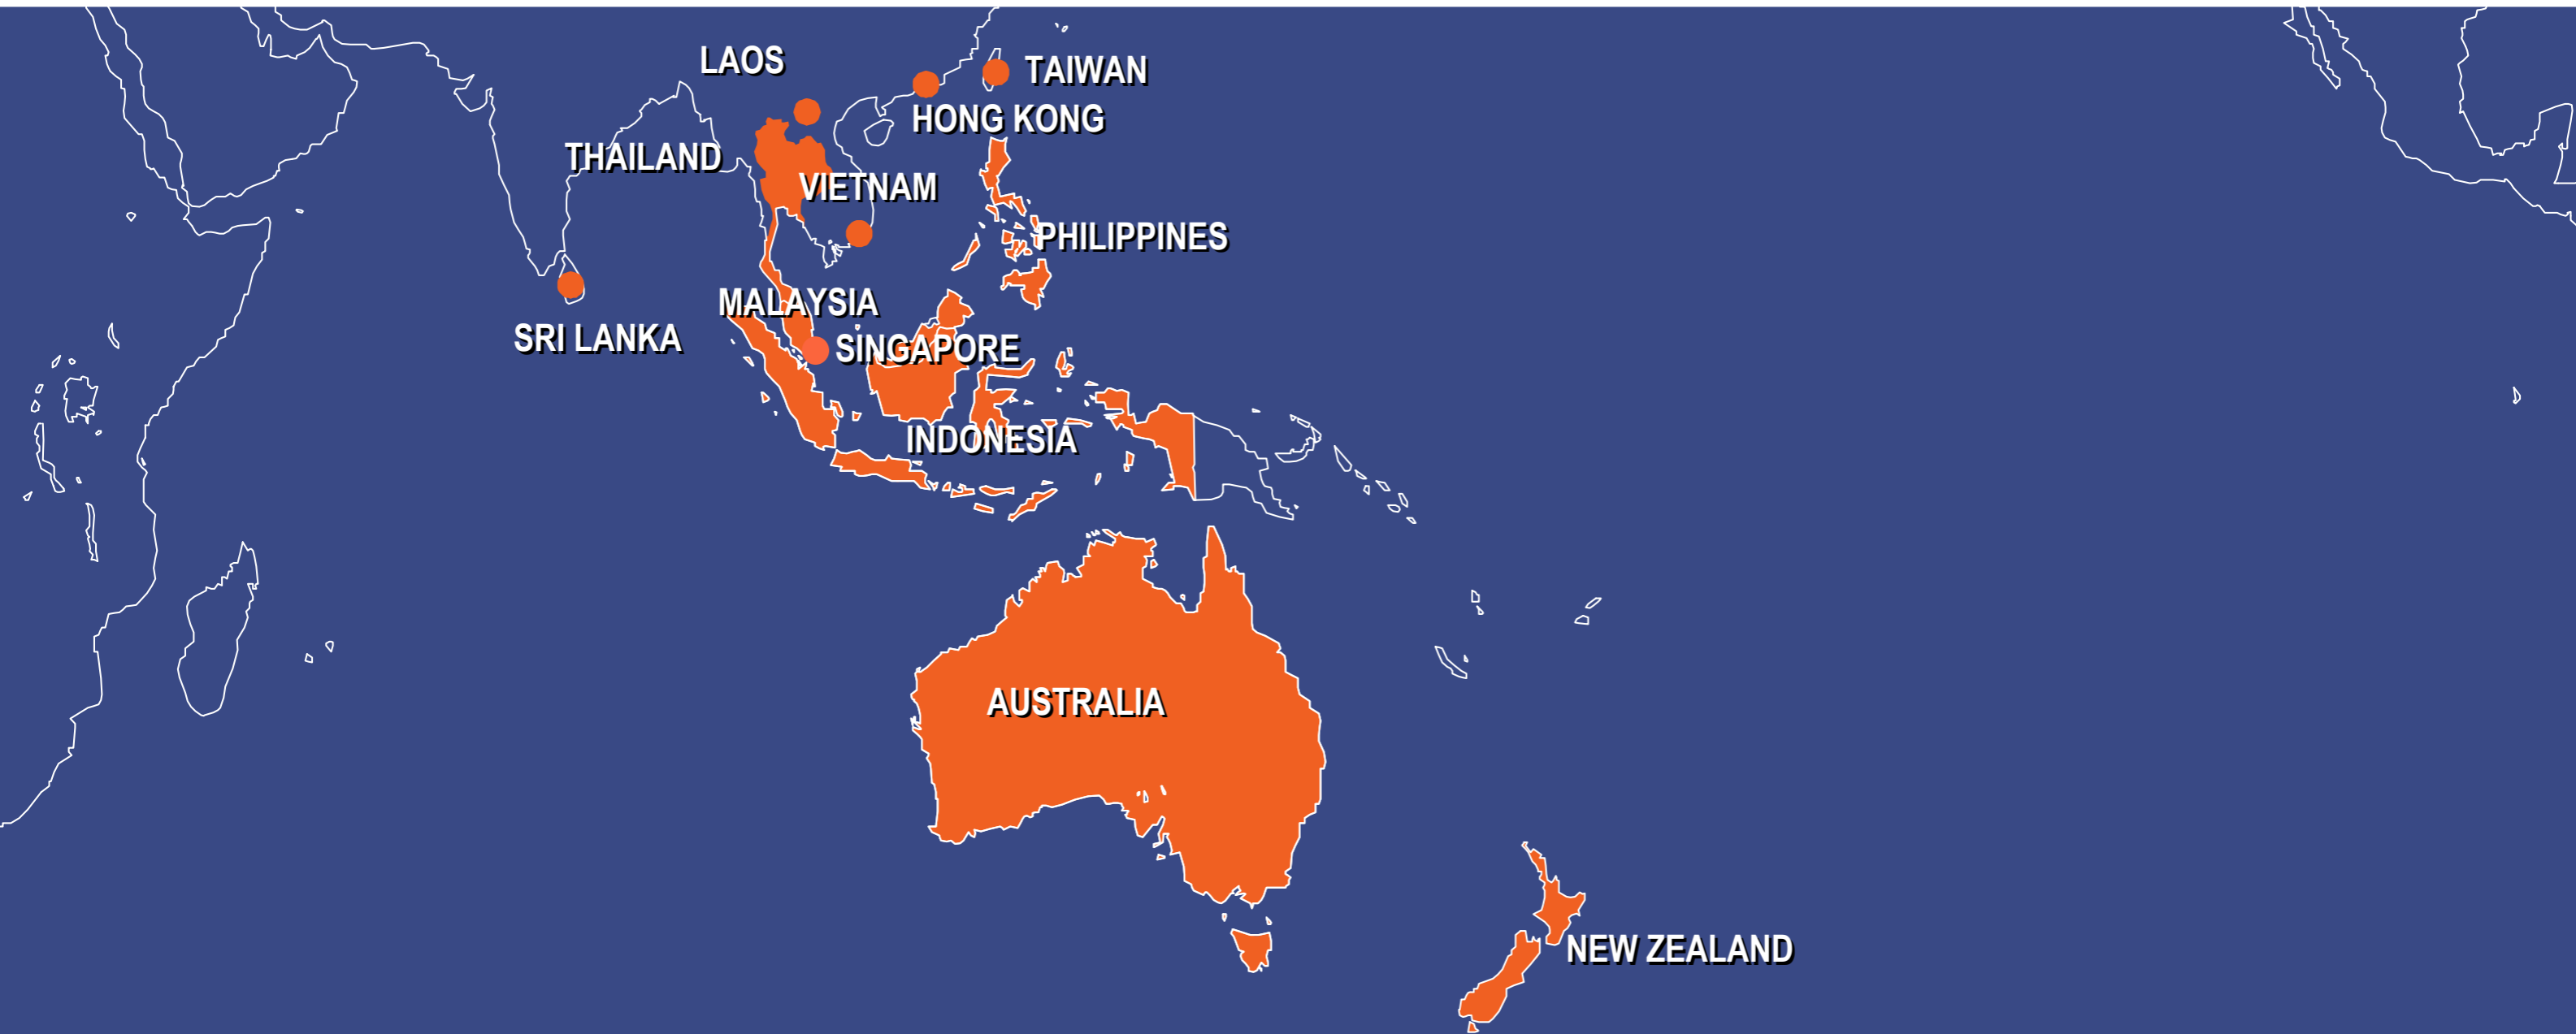 LAOS
TAIWAN
HONG KONG
THAILAND
VIETNAM
PHILIPPINES
MALAYSIA
SRI LANKA
SINGAPORE
INDONESIA
AUSTRALIA
NEW ZEALAND